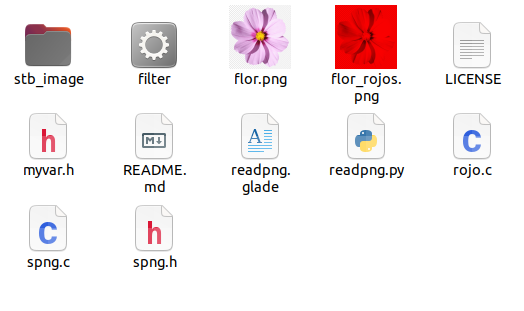 stb_image
filter
flor.png
flor_rojos.
png
LICENSE
myvar.h
README.
md
readpng.
glade
readpng.py
rojo.c
spng.c
spng.h